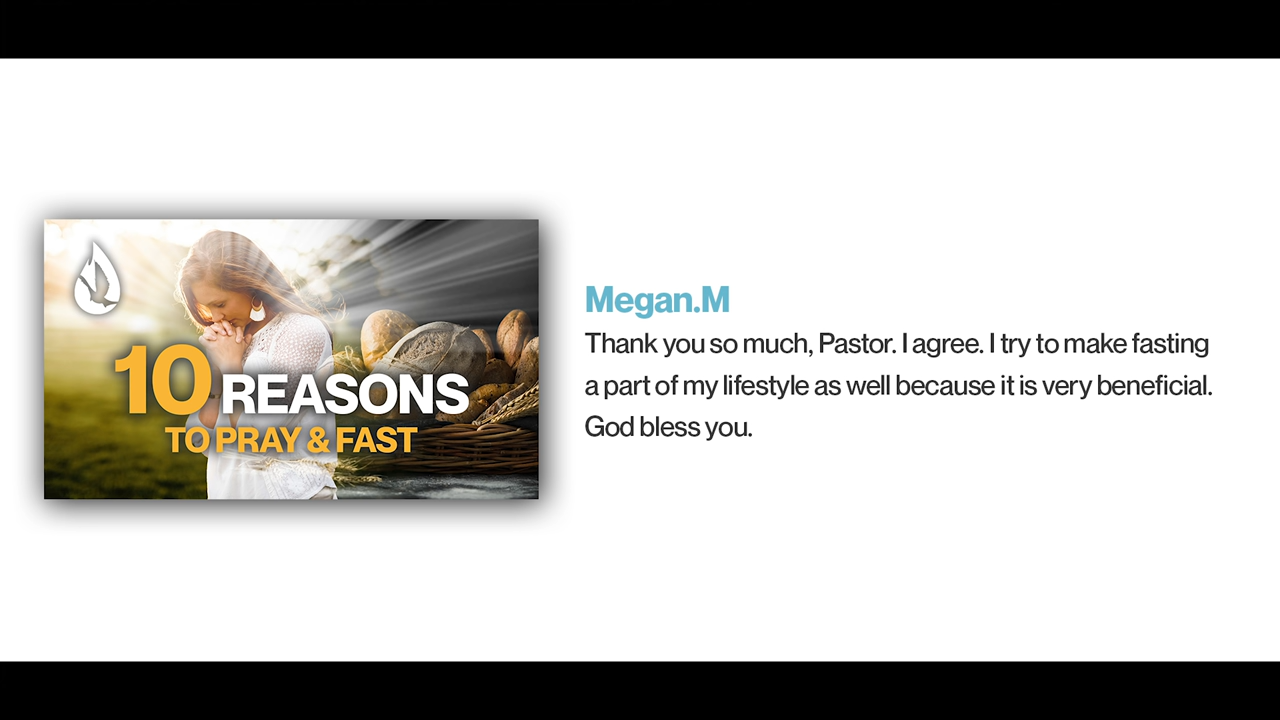 10 REASONS
TO PRAY & FAST
Megan.M
Thank you so much, Pastor. I agree. I try to make fasting
a part of my lifestyle as well because it is very beneficial.
God bless you.